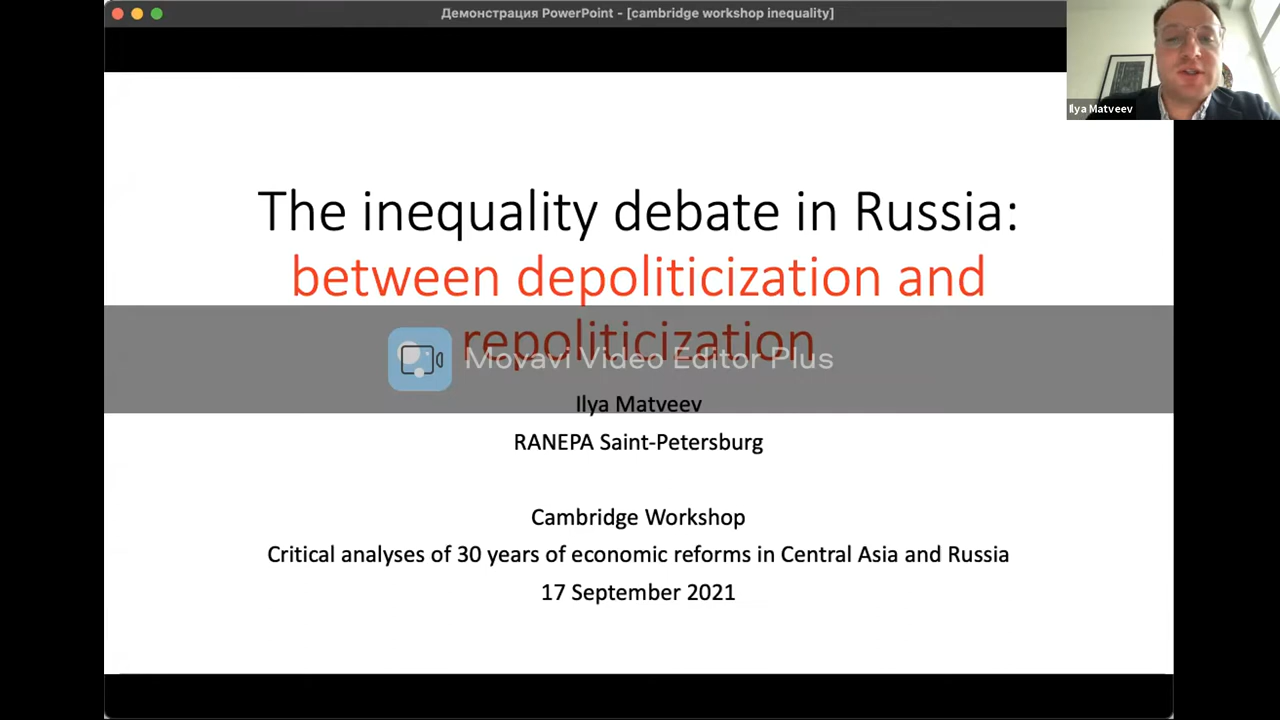 Демонстрация PowerPoint - [cambridge workshop inequality]
Ilya Matveev
The inequality debate in Russia:
between depoliticization and
repoliticization
Movavi Video Editor Plus
Ilya Matveev
RANEPA Saint-Petersburg
Cambridge Workshop
Critical analyses of 30 years of economic reforms in Central Asia and Russia
17 September 2021